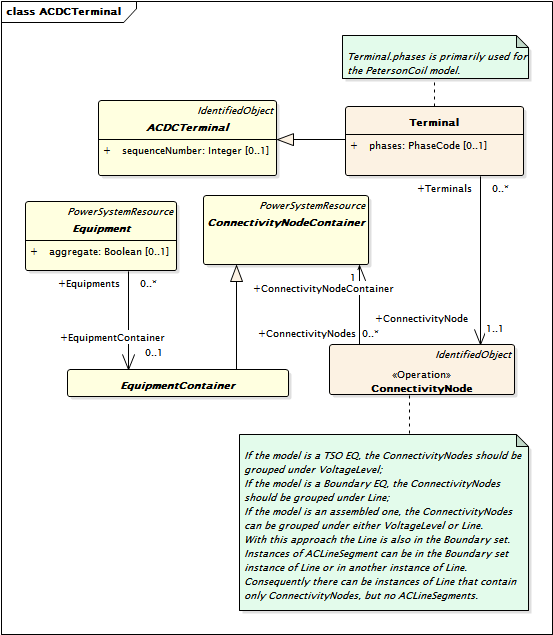 class ACDCTerminal
Terminal.phases is primarily used for
the PetersonCoil model.
IdentifiedObject
ACDCTerminal
+ sequenceNumber: Integer [0..1]
Terminal
+ phases: PhaseCode [0..1]
+Terminals 0..*
PowerSystemResource
Equipment
+ aggregate: Boolean [0..1]
PowerSystemResource
ConnectivityNodeContainer
+Equipments 0..*
1
+ConnectivityNodeContainer
+ConnectivityNode
+ConnectivityNodes 0..*
1..1
+EquipmentContainer
0..1
EquipmentContainer
IdentifiedObject
«Operation»
ConnectivityNode
If the model is a TSO EQ, the ConnectivityNodes should be
grouped under VoltageLevel;
If the model is a Boundary EQ, the ConnectivityNodes
should be grouped under Line;
If the model is an assembled one, the ConnectivityNodes
can be grouped under either VoltageLevel or Line.
With this approach the Line is also in the Boundary set.
Instances of ACLineSegment can be in the Boundary set
instance of Line or in another instance of Line.
Consequently there can be instances of Line that contain
only ConnectivityNodes, but no ACLineSegments.